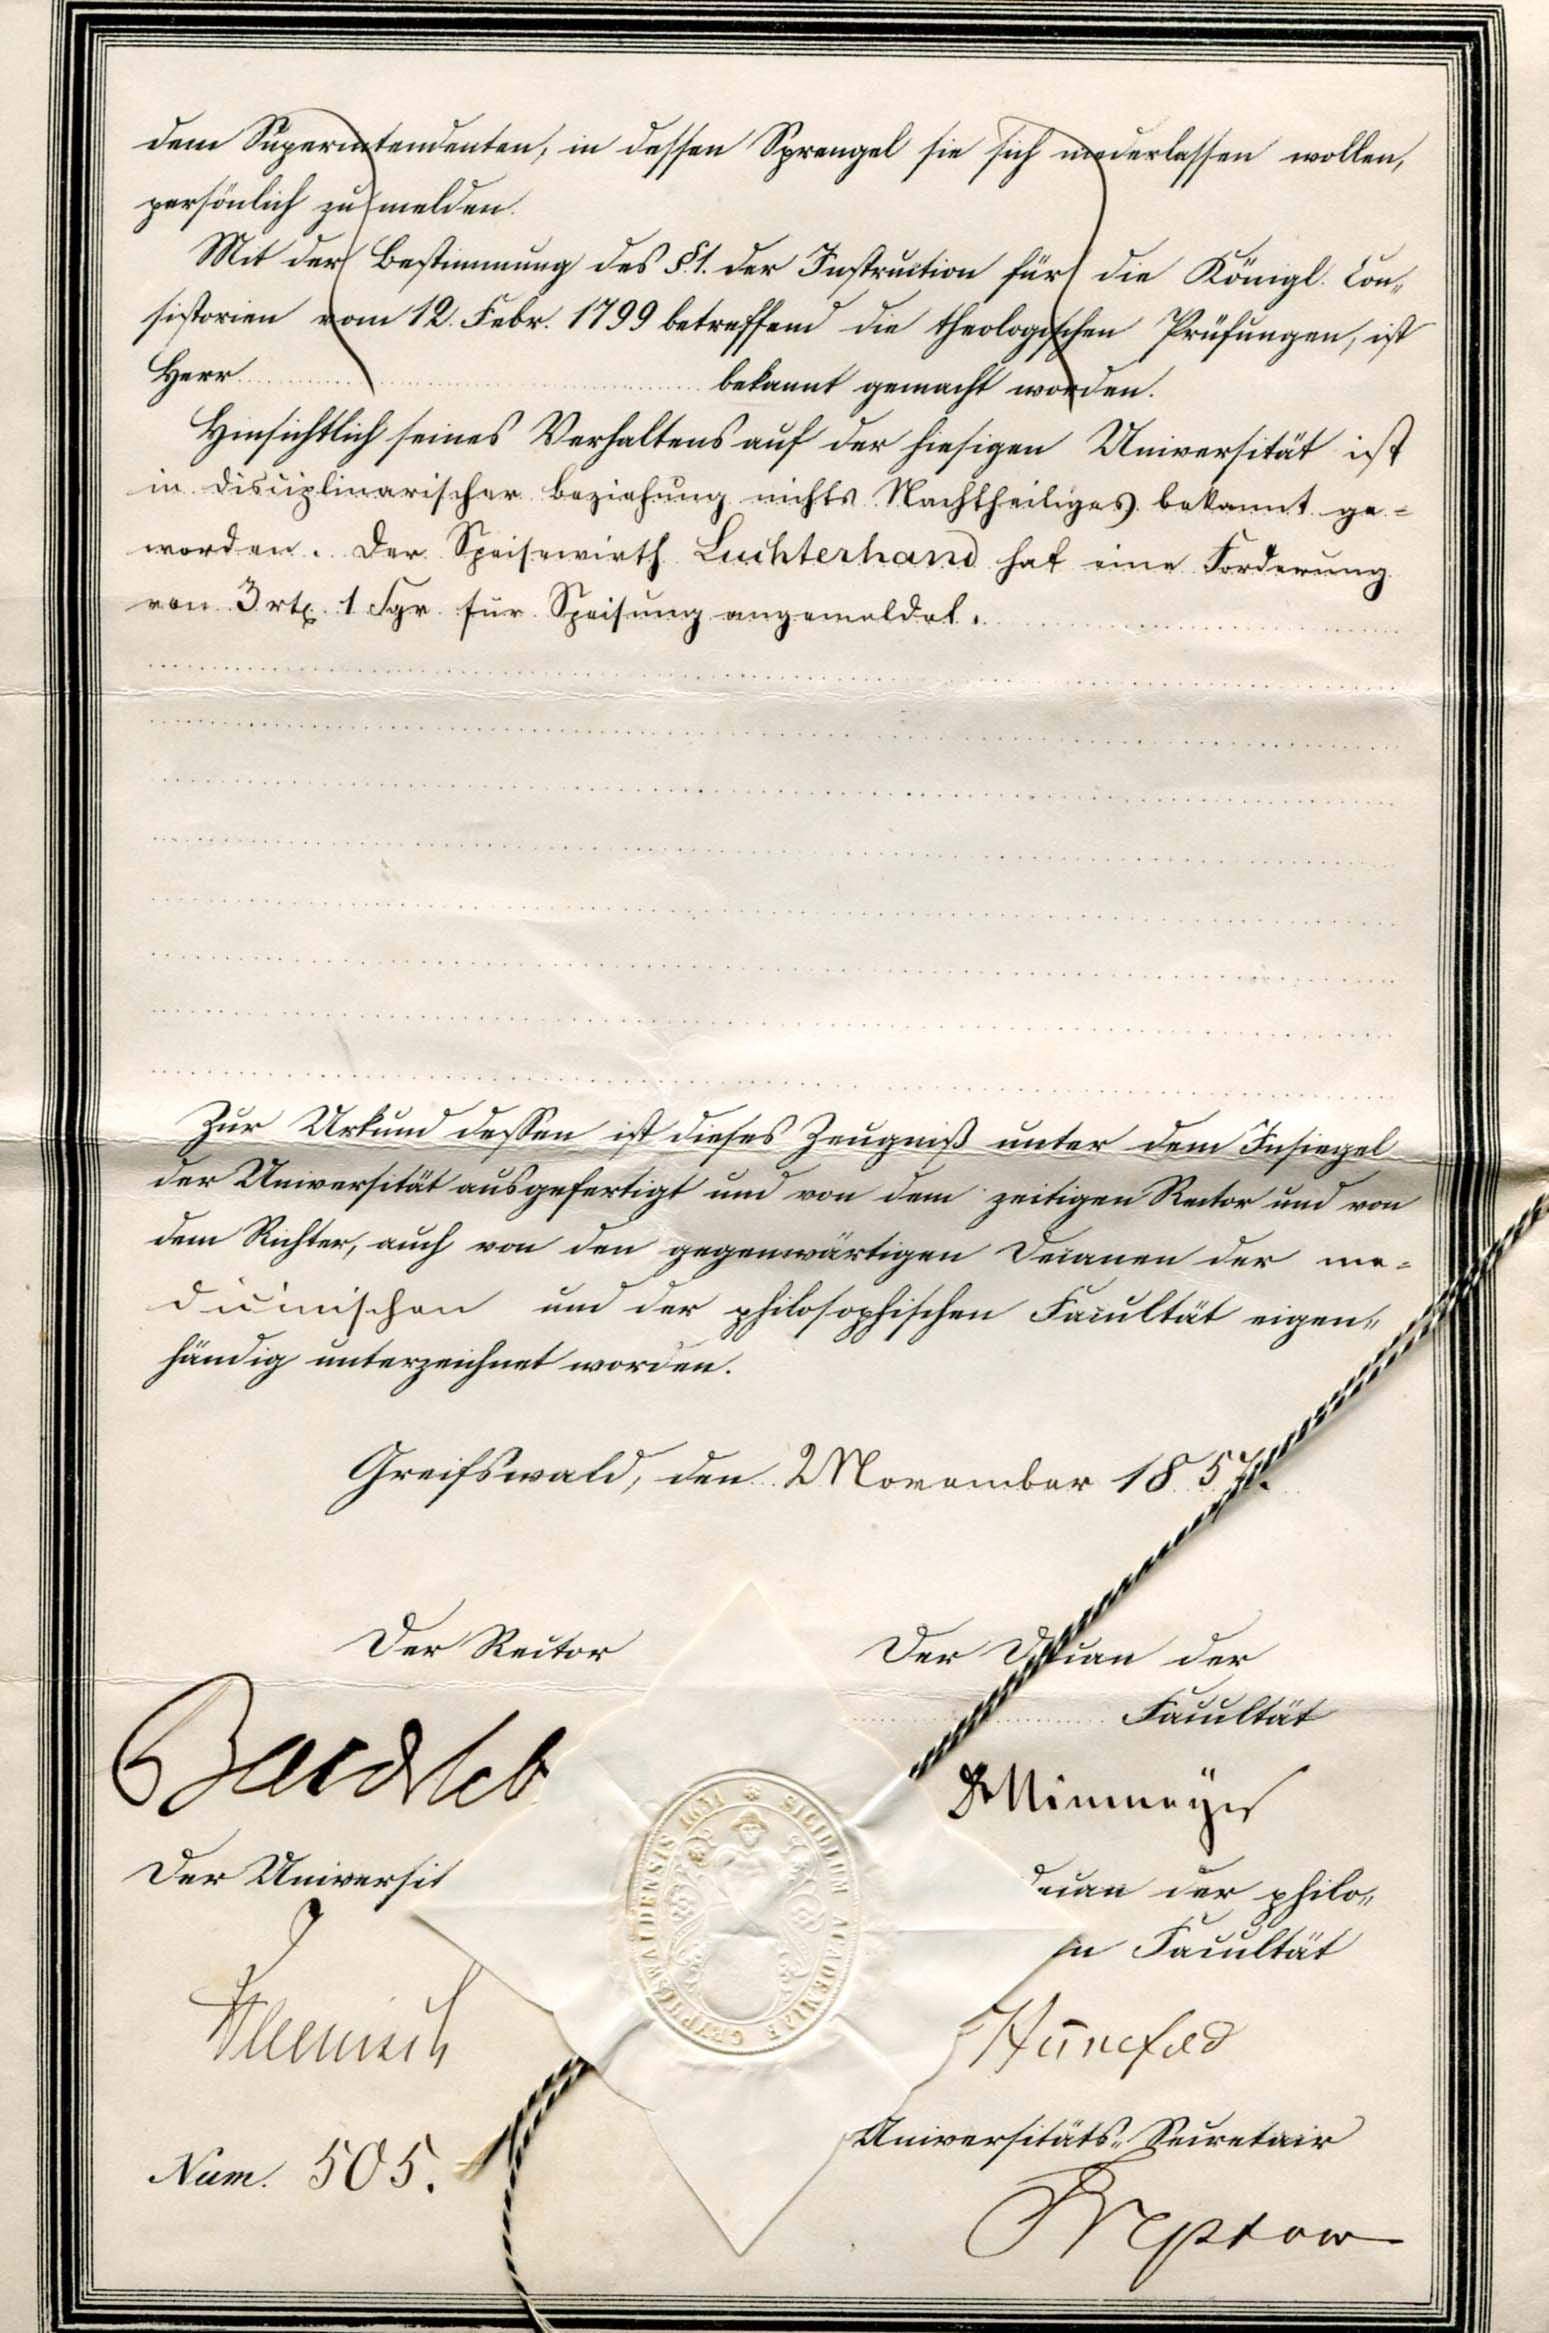 dem Superintendenten, in dessen Sprengel sie sich niederlassen wollen,
persönlich zu melden.
Mit der Bestimmung des §.1. der Instruction für die Königl. Con„
sistorien vom 12. Febr. 1799 betreffend die theologischen Prüfungen, ist
Herr bekannt gemacht worden.
Hinsichtlich seines Verhaltens auf der hiesigen Universität ist
in disciplinarischer Beziehung nichts Nachtheiliges bekannt ge=
worden. Der Speisewirth Luchterhand hat eine Forderung
von 3 rtl. 1 Sgr. für Speisung angemeldet.
Zur Urkund dessen ist dieses Zeugniß unter dem Insiegel
der Universität ausgefertigt und von dem zeitigen Rector und von
dem Richter, auch von den gegenwärtigen Decanen der me=
dicinischen und der philosophischen Facultät eigen„
händig unterzeichnet worden.
Greifswald, den 2 November 1857.
Der Rector
Der Decan der
Facultät
Bardeleb
Der Universit
decan der philo„
n Facultät
Hünefeld
SIGILLUM ACADEMIAE GRYPHISWALDENSIS
Universitäts„ Secretair
Num. 505.
Treptow